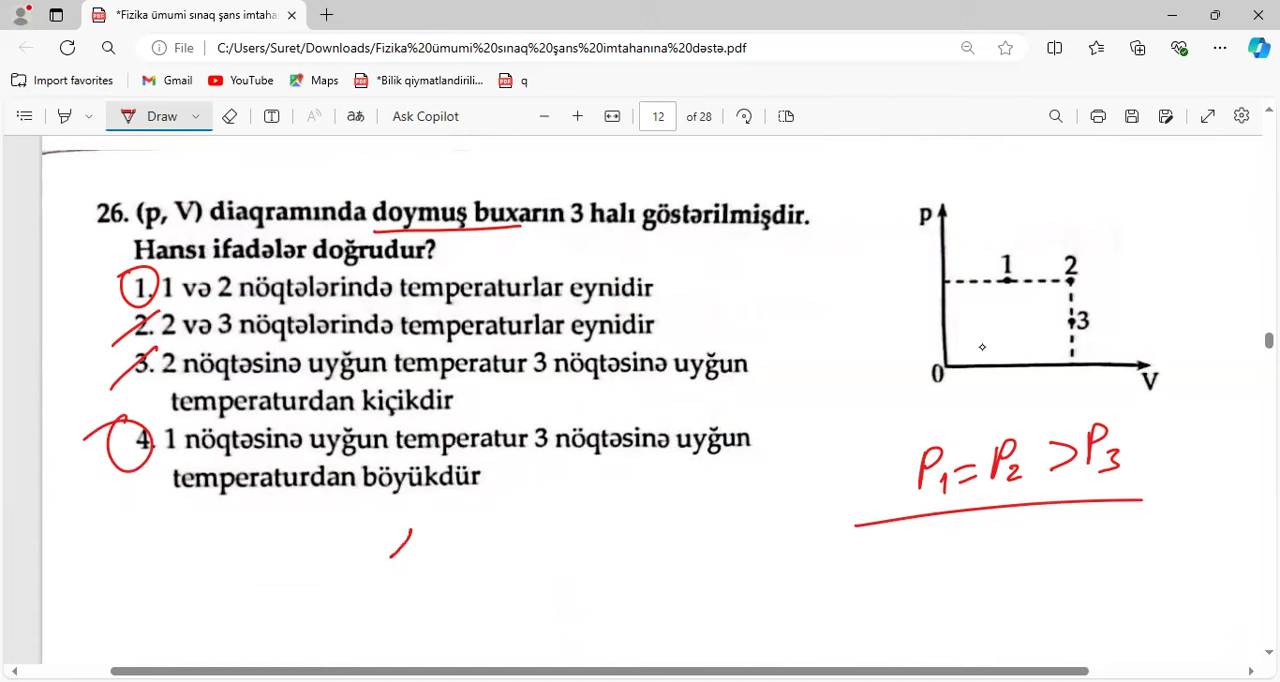 *Fizika ümumi sınaq şans imtaha
File C:/Users/Suret/Downloads/Fizika%20ümumi%20sınaq%20şans%20imtahanına%20dəstə.pdf
Import favorites Gmail YouTube Maps *Bilik qiymatlandirili... q
Draw Ask Copilot 12 of 28
26. (p, V) diaqramında doymuş buxarın 3 halı göstərilmişdir.
Hansı ifadələr doğrudur?
1. 1 və 2 nöqtələrində temperaturlar eynidir
2. 2 və 3 nöqtələrində temperaturlar eynidir
3. 2 nöqtəsinə uyğun temperatur 3 nöqtəsinə uyğun
temperaturdan kiçikdir
4. 1 nöqtəsinə uyğun temperatur 3 nöqtəsinə uyğun
temperaturdan böyükdür
P
1 2
3
0 V
P1 = P2 > P3